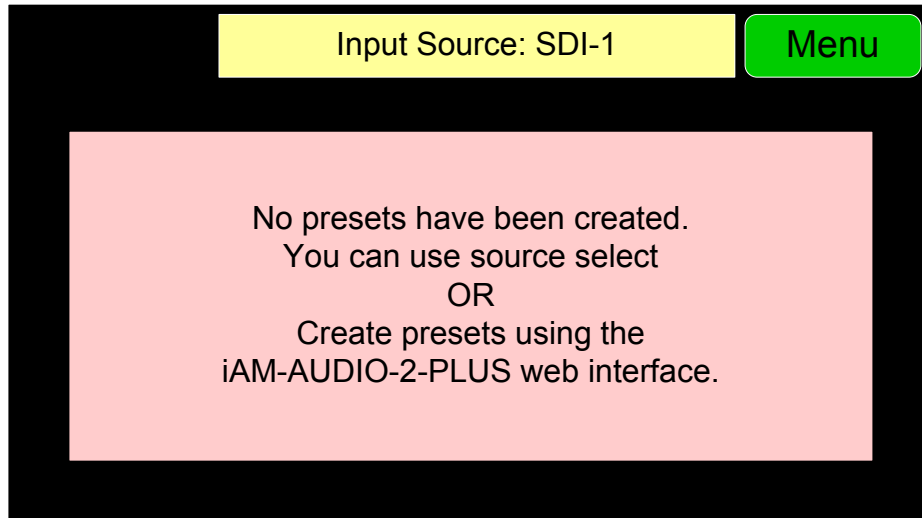 Input Source: SDI-1
Menu
No presets have been created.
You can use source select
OR
Create presets using the
iAM-AUDIO-2-PLUS web interface.